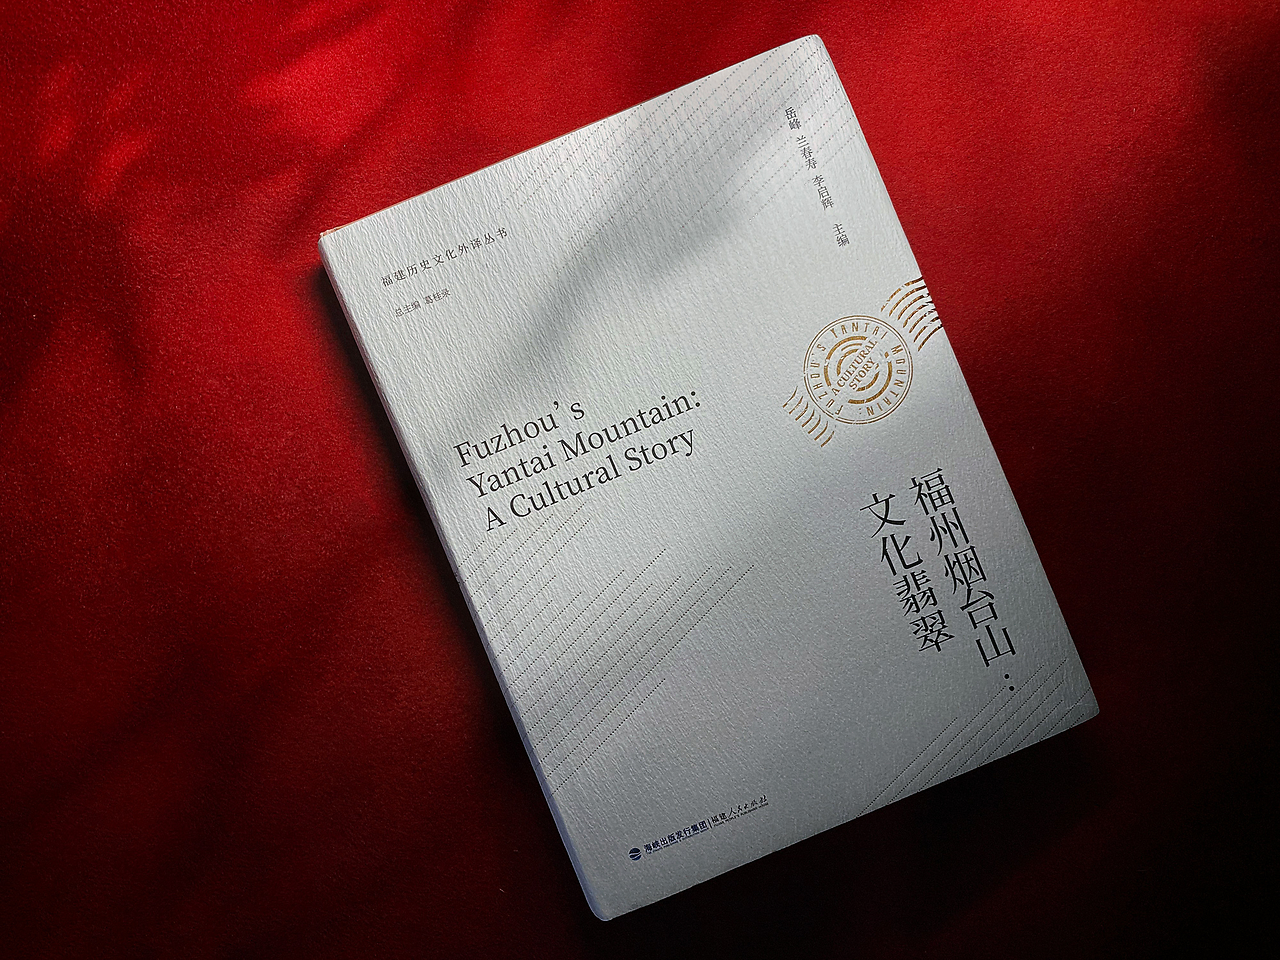 福建历史文化外译丛书
总主编 葛桂录
岳峰 兰春寿 李启辉 主编
Fuzhou’s
Yantai Mountain:
A Cultural Story
FUZHOU'S YANTAI MOUNTAIN:
A CULTURAL
STORY
福州烟台山：
文化翡翠
海峡出版发行集团
福建人民出版社